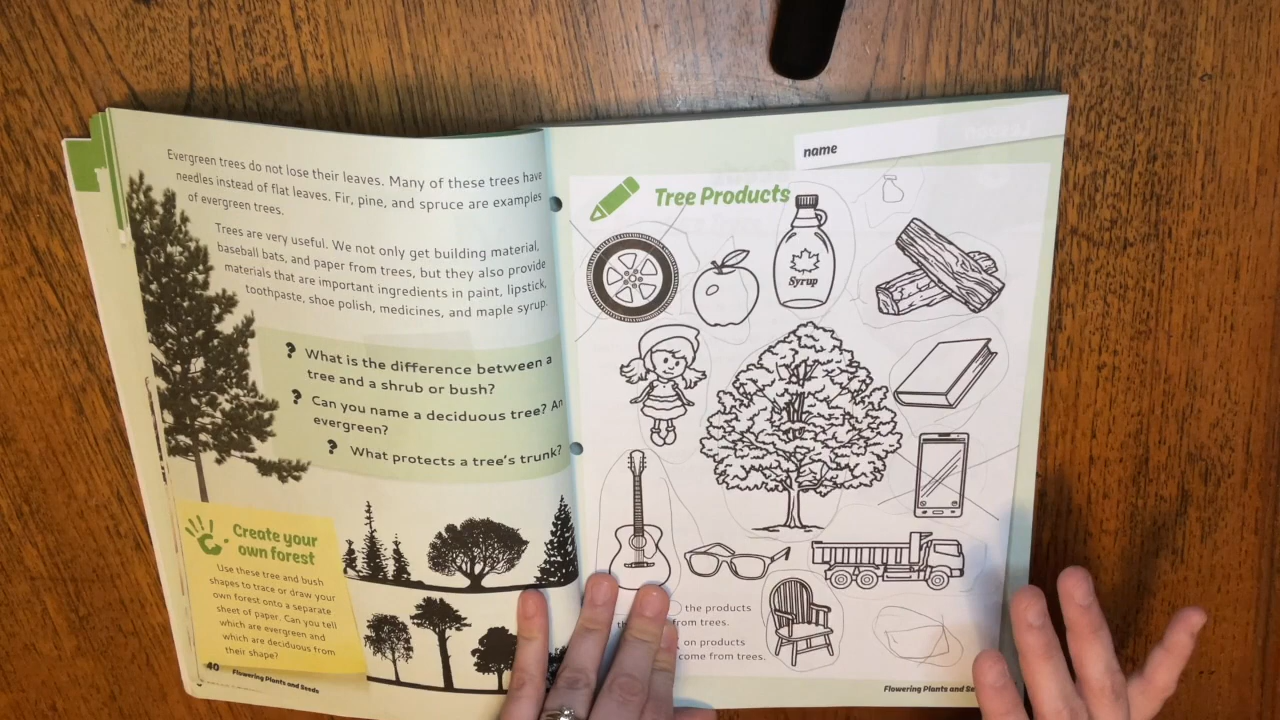 Evergreen trees do not lose their leaves. Many of these trees have
needles instead of flat leaves. Fir, pine, and spruce are examples
of evergreen trees.
Trees are very useful. We not only get building material,
baseball bats, and paper from trees, but they also provide
materials that are important ingredients in paint, lipstick,
toothpaste, shoe polish, medicines, and maple syrup.
? What is the difference between a
tree and a shrub or bush?
? Can you name a deciduous tree? An
evergreen?
? What protects a tree's trunk?
Create your
own forest
Use these tree and bush
shapes to trace or draw your
own forest onto a separate
sheet of paper. Can you tell
which are evergreen and
which are deciduous from
their shape?
40
Flowering Plants and Seeds
name
Tree Products
Syrup
the products
from trees.
on products
come from trees.
Flowering Plants and